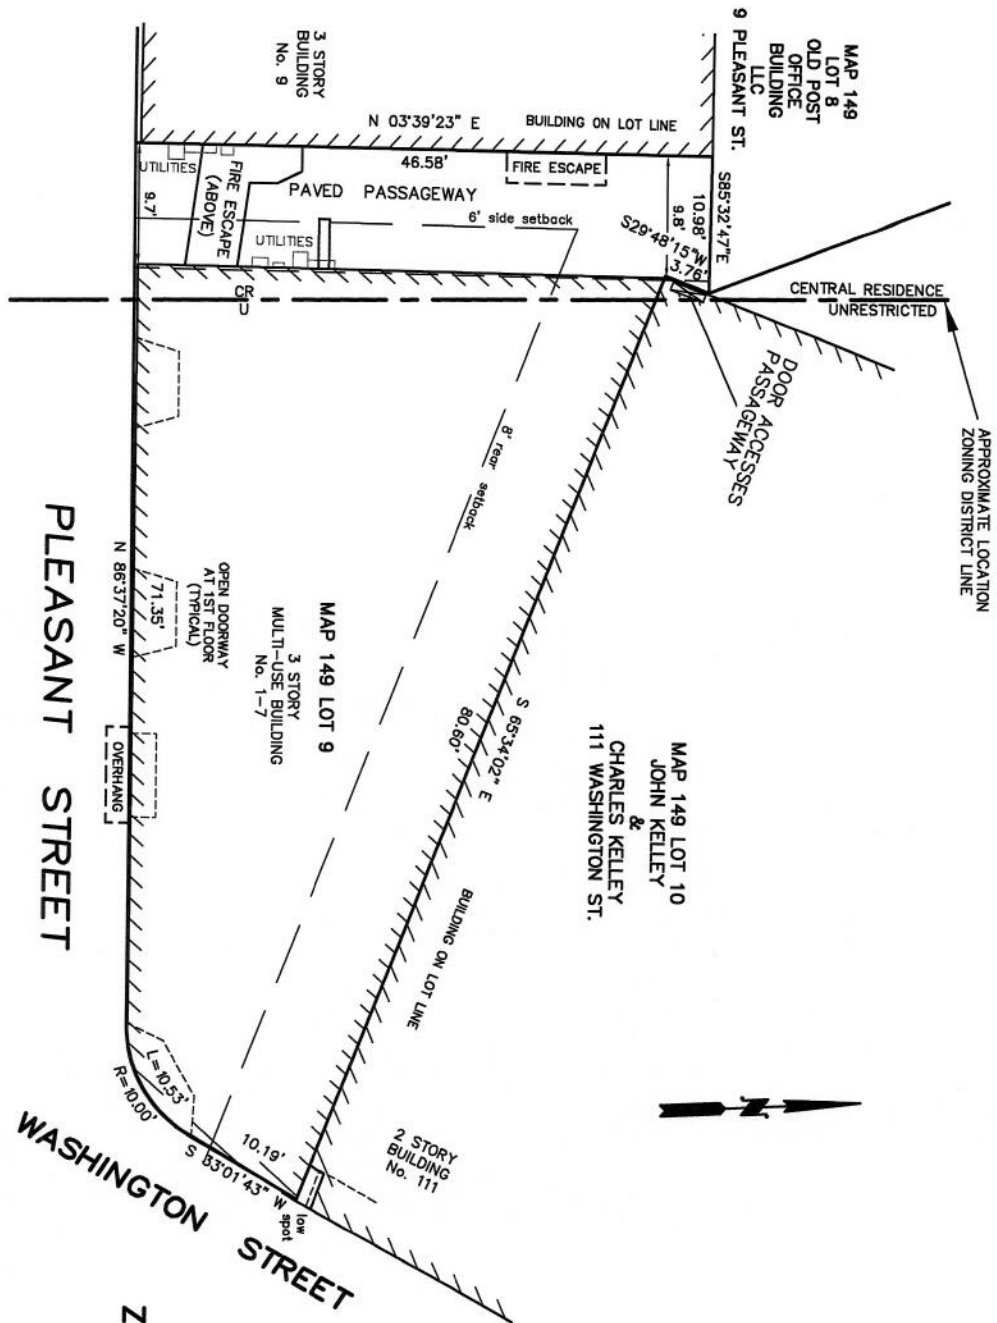 MAP 149
LOT 8
OLD POST
OFFICE
BUILDING
LLC
9 PLEASANT ST.
3 STORY
BUILDING
No. 9
N 03°39'23" E
BUILDING ON LOT LINE
46.58'
FIRE ESCAPE
UTILITIES
FIRE ESCAPE
(ABOVE)
PAVED PASSAGEWAY
9.7'
6' side setback
UTILITIES
S85°32'47"E
10.98'
9.8'
S29°48'15"W
3.76'
CENTRAL RESIDENCE
UNRESTRICTED
CR
U
DOOR ACCESSES
PASSAGEWAY
APPROXIMATE LOCATION
ZONING DISTRICT LINE
8' rear setback
PLEASANT STREET
N 86°37'20" W
71.35'
OPEN DOORWAY
AT 1ST FLOOR
(TYPICAL)
OVERHANG
MAP 149 LOT 9
3 STORY
MULTI-USE BUILDING
No. 1-7
S 65°34'02" E
80.60'
BUILDING ON LOT LINE
MAP 149 LOT 10
JOHN KELLEY
&
CHARLES KELLEY
111 WASHINGTON ST.
2 STORY
BUILDING
No. 111
L=10.53'
R=10.00'
10.19'
S 33°01'43" W
low
spot
WASHINGTON STREET
Z